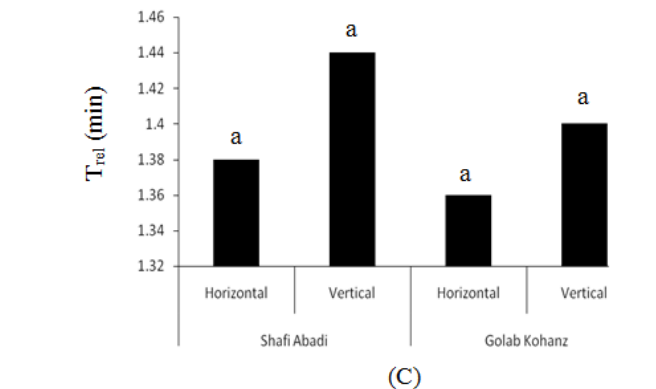 1.46
1.44
1.42
1.4
1.38
1.36
1.34
1.32
T_rel (min)
a
a
a
a
Horizontal Vertical Horizontal Vertical
Shafi Abadi Golab Kohanz
(C)